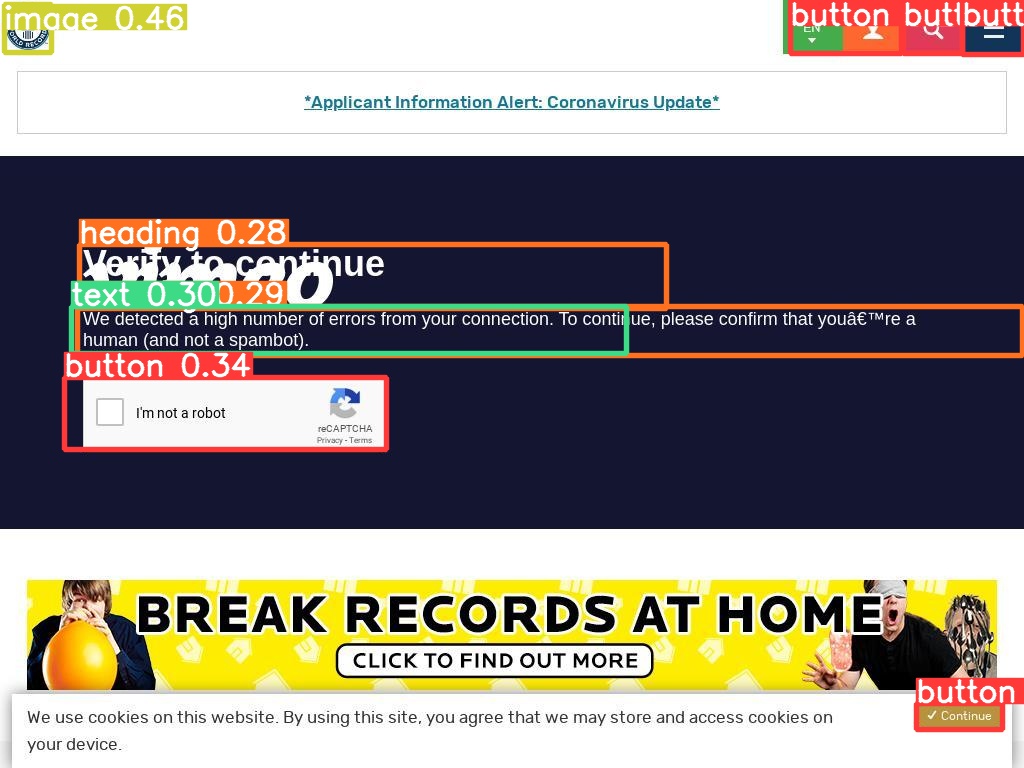 image 0.46
WORLD RECORD
button
EN
*Applicant Information Alert: Coronavirus Update*
heading 0.28
Verify to continue
text 0.30
0.29
We detected a high number of errors from your connection. To continue, please confirm that youâ€™re a
human (and not a spambot).
button 0.34
I'm not a robot
reCAPTCHA
Privacy - Terms
BREAK RECORDS AT HOME
CLICK TO FIND OUT MORE
button
We use cookies on this website. By using this site, you agree that we may store and access cookies on
your device.
Continue